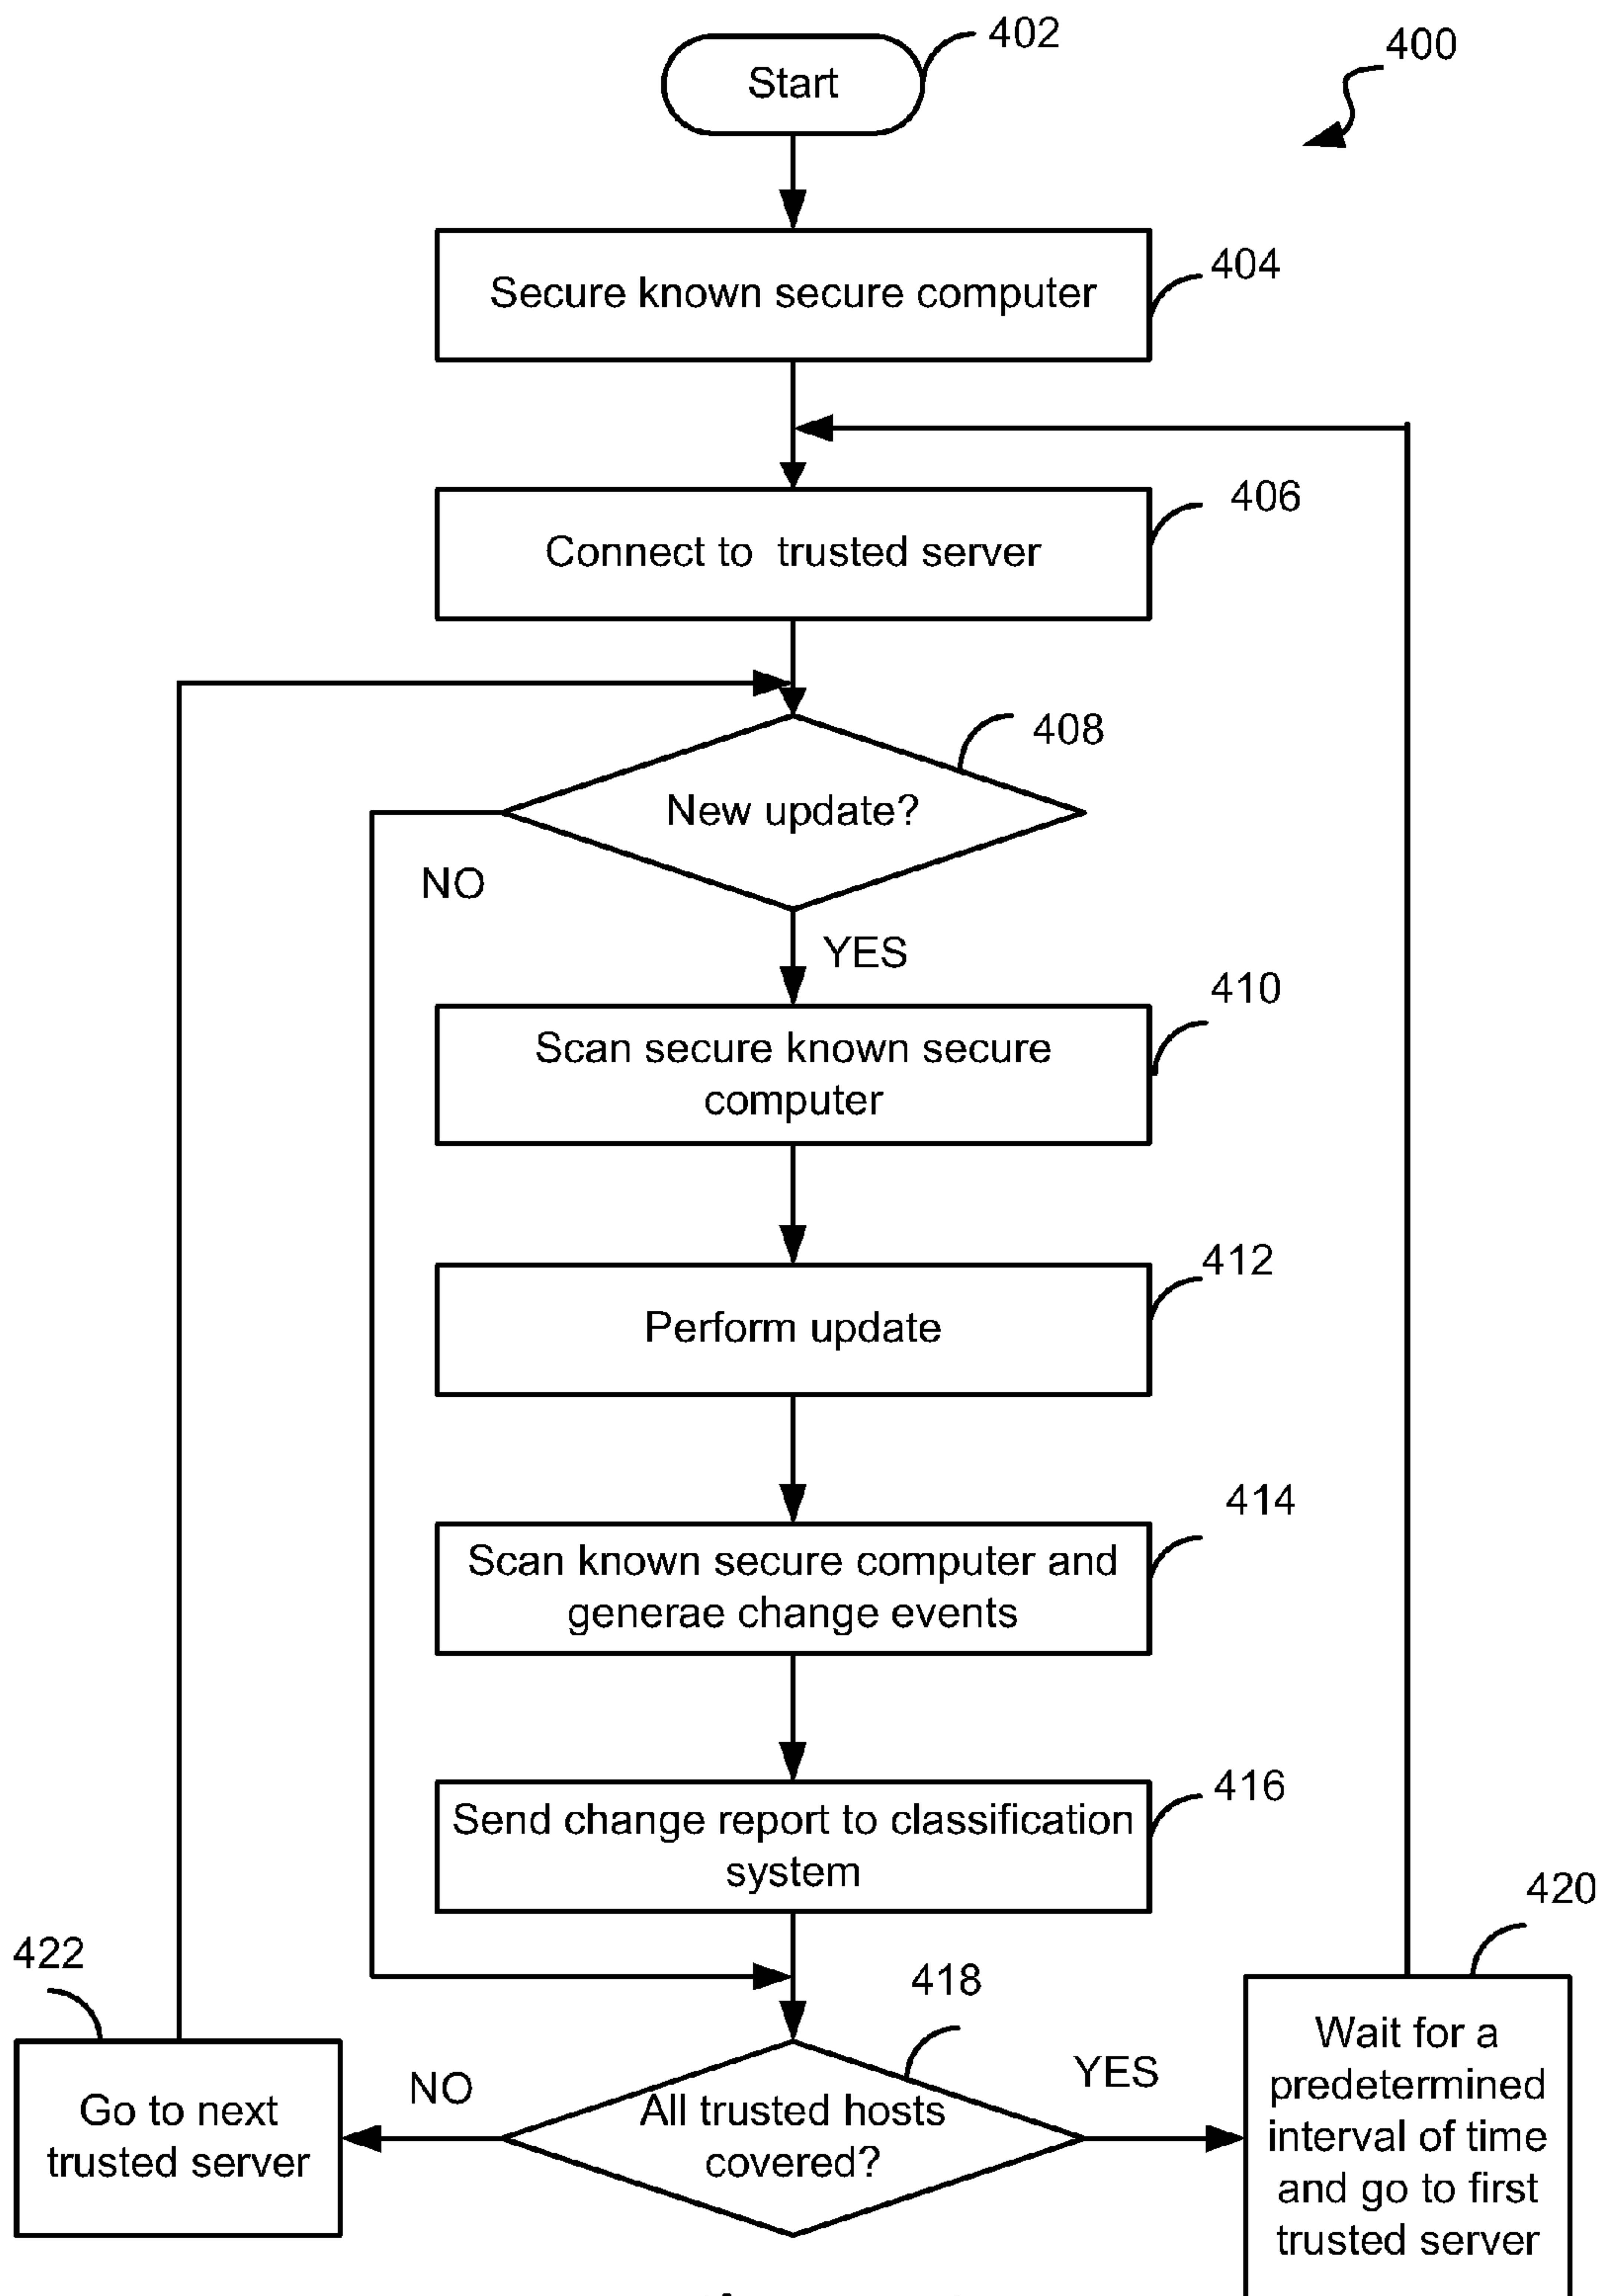 402
400
Start
404
Secure known secure computer
406
Connect to trusted server
408
New update?
NO
YES
410
Scan secure known secure
computer
412
Perform update
414
Scan known secure computer and
generae change events
416
Send change report to classification
system
420
422
418
Go to next
trusted server
NO
All trusted hosts
covered?
YES
Wait for a
predetermined
interval of time
and go to first
trusted server